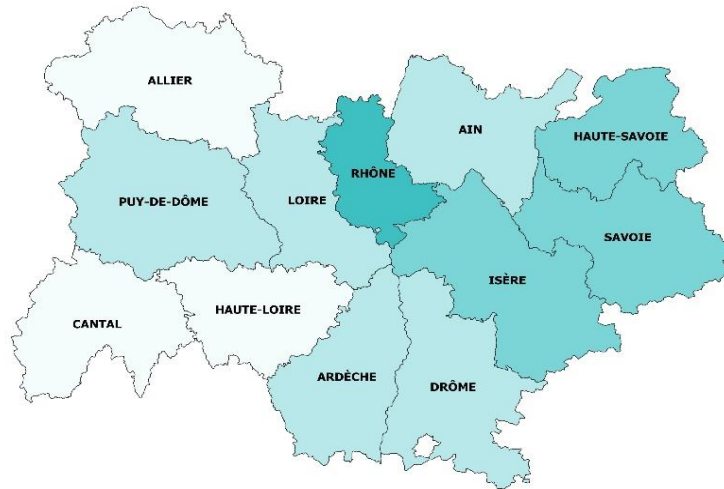 ALLIER
AIN
HAUTE-SAVOIE
RHÔNE
PUY-DE-DÔME
LOIRE
SAVOIE
ISÈRE
HAUTE-LOIRE
CANTAL
ARDÈCHE
DRÔME